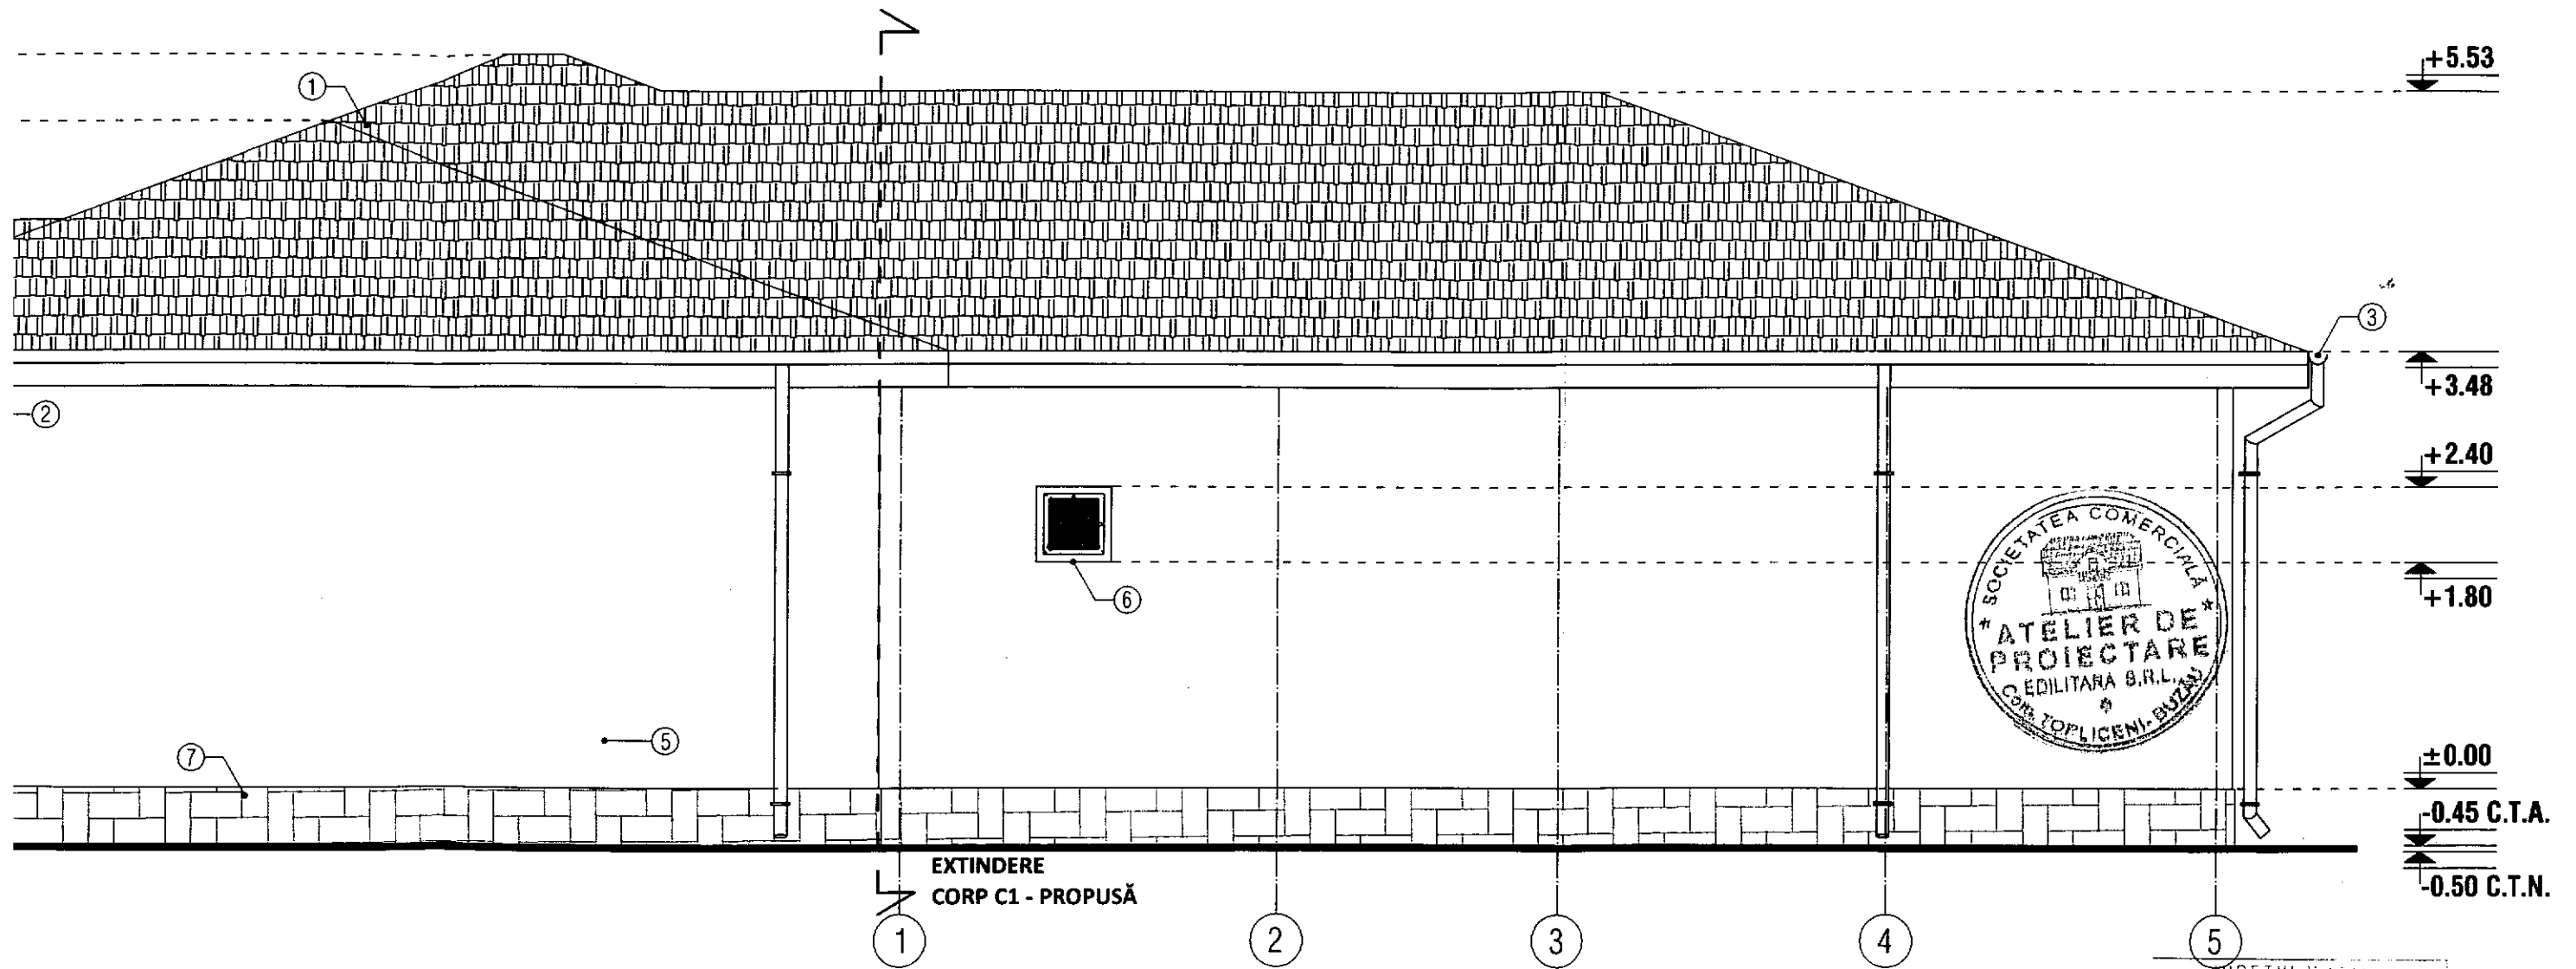 +5.53
1
3
+3.48
2
+2.40
6
+1.80
SOCIETATEA COMERCIALĂ
ATELIER DE
PROIECTARE
EDILITARA S.R.L.
Com. TOPLICENI - BUZĂU
5
7
±0.00
-0.45 C.T.A.
EXTINDERE
CORP C1 - PROPUSĂ
-0.50 C.T.N.
1
2
3
4
5